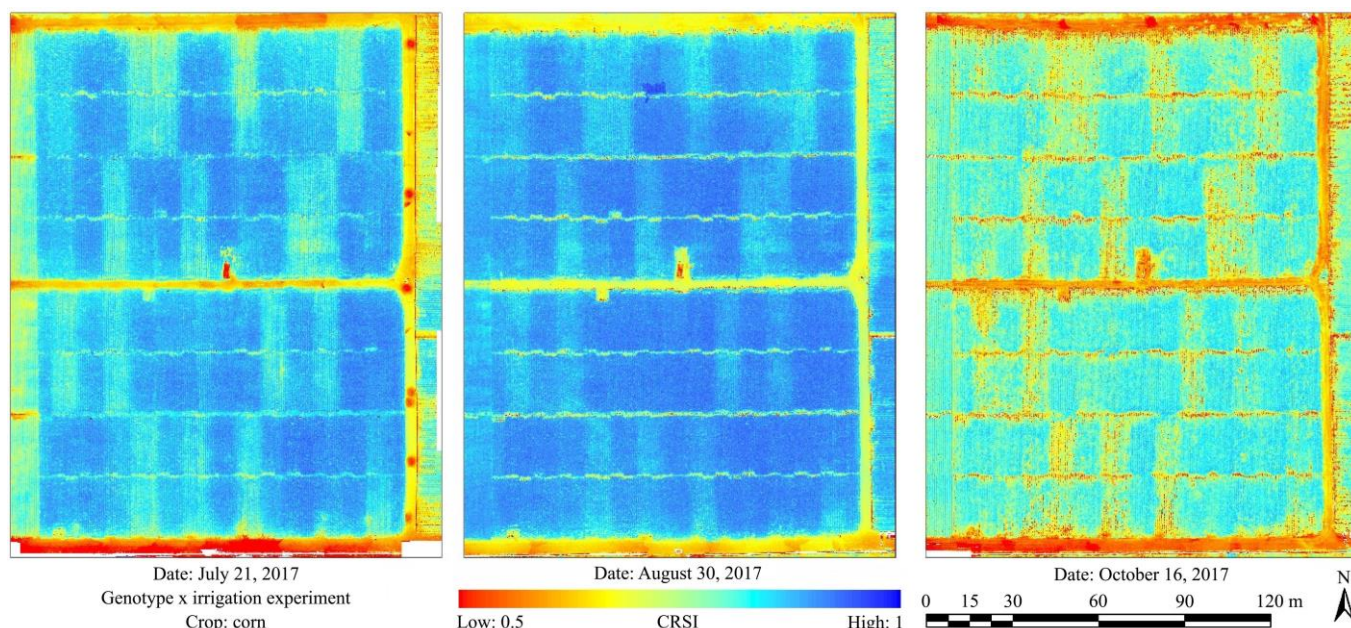 Date: July 21, 2017
Date: August 30, 2017
Date: October 16, 2017
Genotype x irrigation experiment
Crop: corn
Low: 0.5 CRSI High: 1
0 15 30 60 90 120 m
N